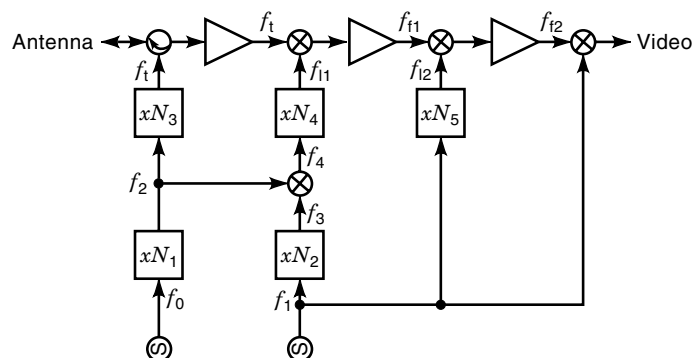 Antenna
f_t
f_f1
f_f2
Video
f_t
f_l1
f_l2
xN_3
xN_4
xN_5
f_4
f_2
f_3
xN_1
xN_2
f_0
f_1
S
S